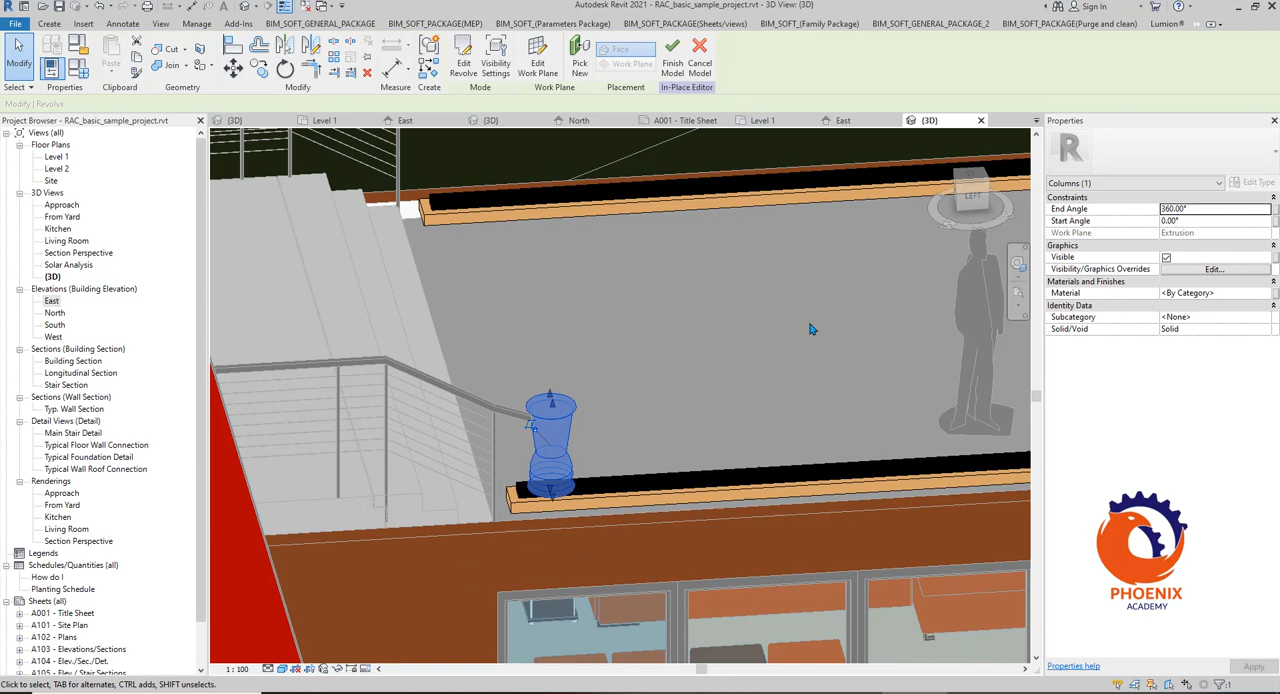 Autodesk Revit 2021 - RAC_basic_sample_project.rvt - 3D View: {3D}
Sign In
File
Create
Annotate
View
Manage
Add-Ins
BIM_SOFT_GENERAL_PACKAGE
BIM_SOFT_PACKAGE(MEP)
BIM_SOFT_(Parameters Package)
BIM_SOFT_PACKAGE(Sheets/views)
BIM_SOFT_(Family Package)
BIM_SOFT_GENERAL_PACKAGE_2
BIM_SOFT_PACKAGE(Purge and clean)
Lumion®
Modify
Paste
Cut
Join
Edit Revolve
Visibility Settings
Edit Work Plane
Pick New
Face
Work Plane
Finish Model
Cancel Model
Select
Properties
Clipboard
Geometry
Modify
Measure
Create
Mode
Work Plane
Placement
In-Place Editor
Modify | Revolve
Project Browser - RAC_basic_sample_project.rvt
{3D}
Level 1
East
{3D}
North
A001 - Title Sheet
Level 1
East
{3D}
Views (all)
Floor Plans
Level 1
Level 2
Site
3D Views
Approach
From Yard
Kitchen
Living Room
Section Perspective
Solar Analysis
{3D}
Elevations (Building Elevation)
East
North
South
West
Sections (Building Section)
Building Section
Longitudinal Section
Stair Section
Sections (Wall Section)
Typ. Wall Section
Detail Views (Detail)
Main Stair Detail
Typical Floor Wall Connection
Typical Foundation Detail
Typical Wall Roof Connection
Renderings
Approach
From Yard
Kitchen
Living Room
Section Perspective
Legends
Schedules/Quantities (all)
How do I
Planting Schedule
Sheets (all)
A001 - Title Sheet
A101 - Site Plan
A102 - Plans
A103 - Elevations/Sections
A104 - Elev./Sec./Det.
LEFT
Properties
Columns (1)
Edit Type
Constraints
End Angle 360.00°
Start Angle 0.00°
Work Plane Extrusion
Graphics
Visible
Visibility/Graphics Overrides Edit...
Materials and Finishes
Material <By Category>
Identity Data
Subcategory <None>
Solid/Void Solid
PHOENIX
ACADEMY
Properties help
Apply
1 : 100
Click to select, TAB for alternates, CTRL adds, SHIFT unselects.
:1